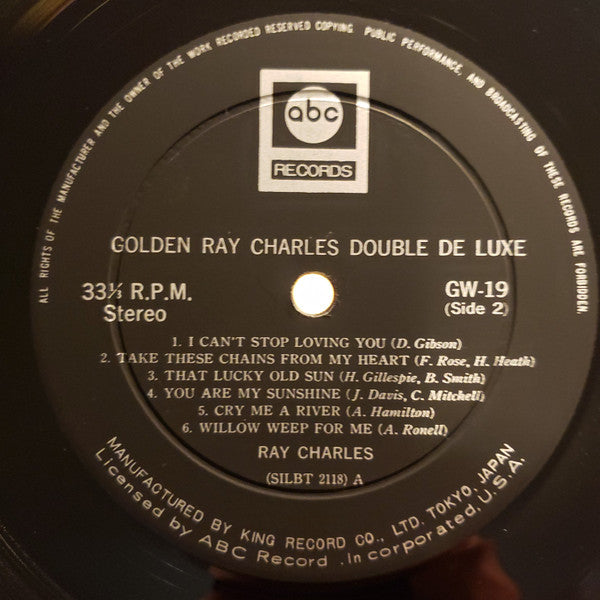 ALL RIGHTS OF THE MANUFACTURER AND THE OWNER OF THE WORK RECORDED RESERVED COPYING PUBLIC PERFORMANCE, AND BROADCASTING OF THESE RECORDS ARE FORBIDDEN.
abc
RECORDS
GOLDEN RAY CHARLES DOUBLE DE LUXE
33⅓ R.P.M.
Stereo
GW-19
(Side 2)
1. I CAN'T STOP LOVING YOU (D. Gibson)
2. TAKE THESE CHAINS FROM MY HEART (F. Rose, H. Heath)
3. THAT LUCKY OLD SUN (H. Gillespie, B. Smith)
4. YOU ARE MY SUNSHINE (J. Davis, C. Mitchell)
5. CRY ME A RIVER (A. Hamilton)
6. WILLOW WEEP FOR ME (A. Ronell)
RAY CHARLES
(SILBT 2118) A
MANUFACTURED BY KING RECORD CO., LTD. TOKYO, JAPAN
Licensed by ABC Record .Incorporated, U.S.A.